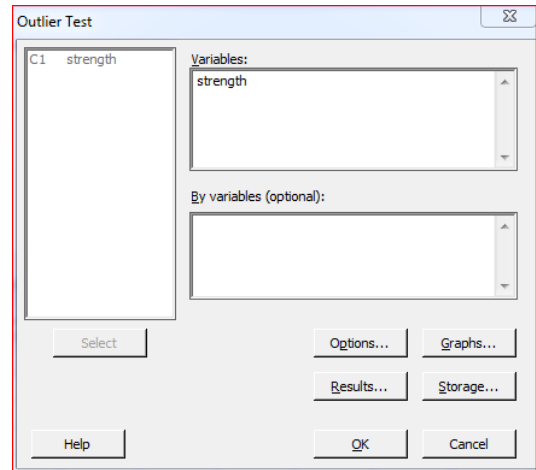 Outlier Test
C1 strength
Variables:
strength
By variables (optional):
Select
Options...
Graphs...
Results...
Storage...
Help
OK
Cancel